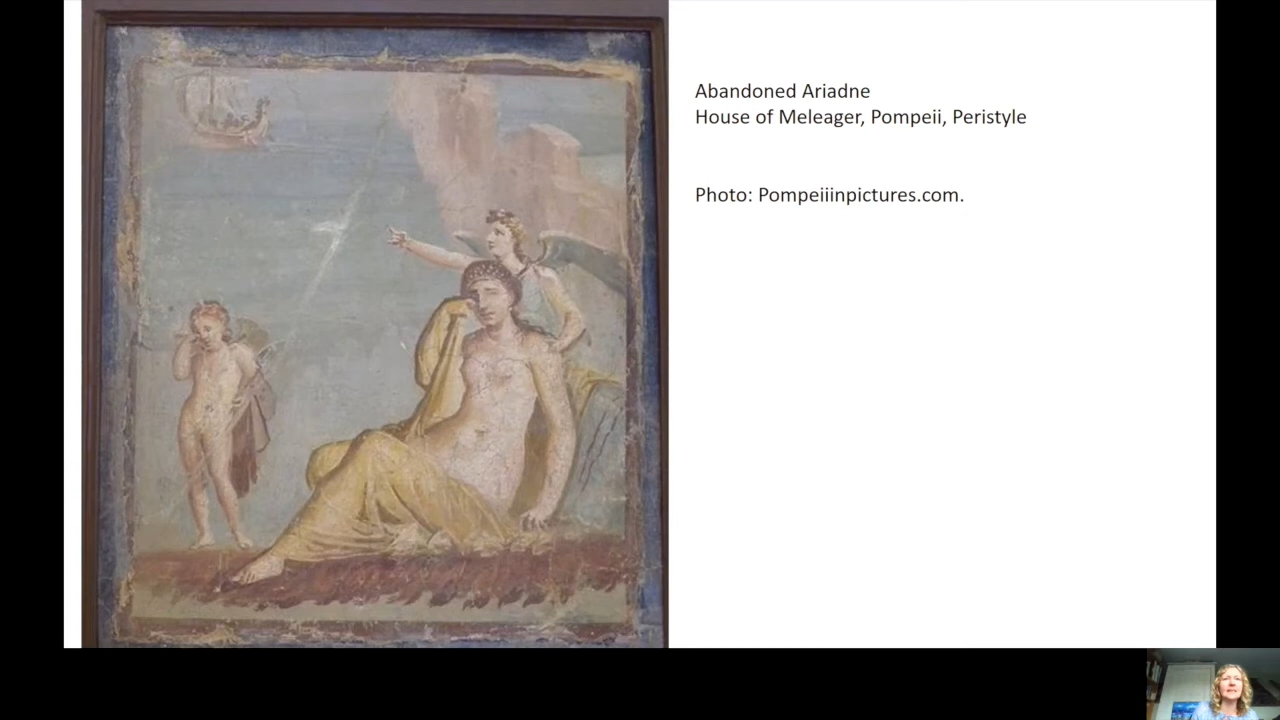 Abandoned Ariadne
House of Meleager, Pompeii, Peristyle
Photo: Pompeiiinpictures.com.